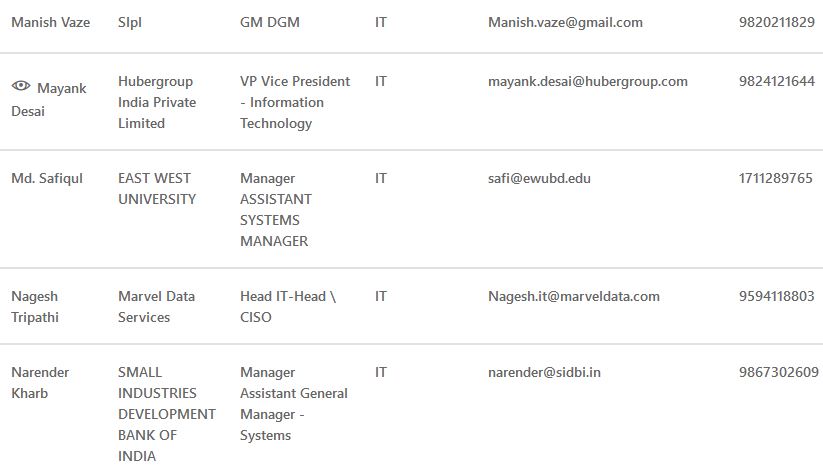 Manish Vaze SIpl GM DGM IT Manish.vaze@gmail.com 9820211829
Mayank Hubergroup VP Vice President IT mayank.desai@hubergroup.com 9824121644
Desai India Private - Information
Limited Technology
Md. Safiqul EAST WEST Manager IT safi@ewubd.edu 1711289765
UNIVERSITY ASSISTANT
SYSTEMS
MANAGER
Nagesh Marvel Data Head IT-Head \ IT Nagesh.it@marveldata.com 9594118803
Tripathi Services CISO
Narender SMALL Manager IT narender@sidbi.in 9867302609
Kharb INDUSTRIES Assistant General
DEVELOPMENT Manager -
BANK OF Systems
INDIA